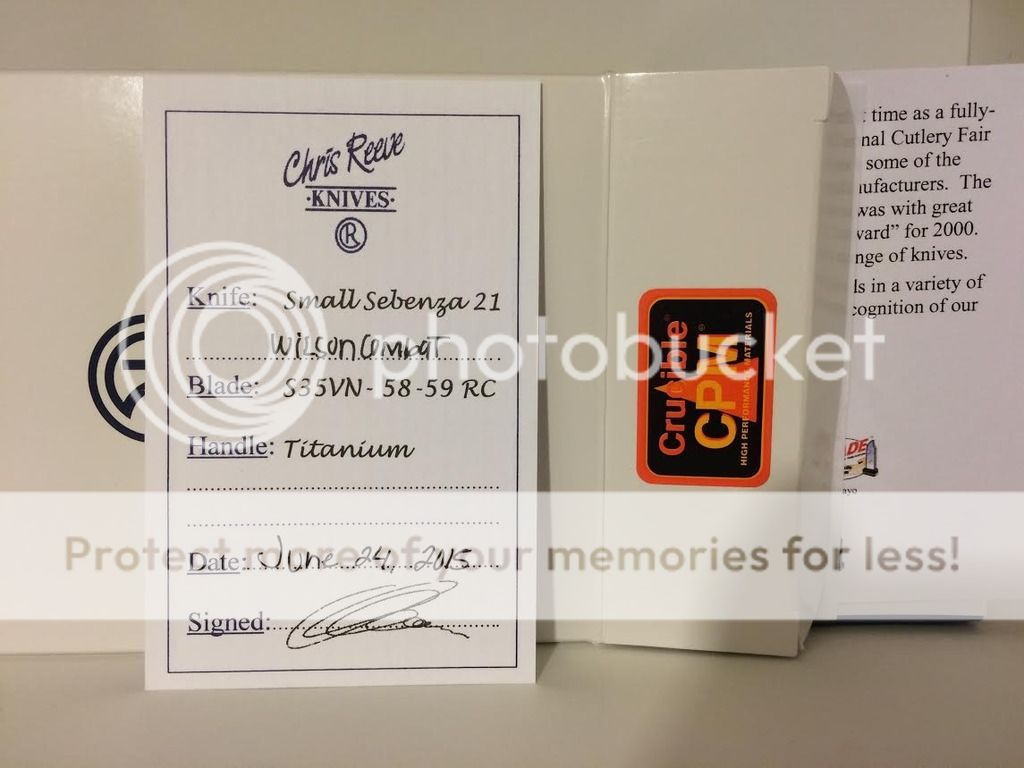 Chris Reeve
·KNIVES·
®
Knife: Small Sebenza 21
Wilson Combat
Blade: S35VN - 58-59 RC
Handle: Titanium
Date: June 24, 2015
Signed:
Crucible
CPM
HIGH PERFORMANCE MATERIALS
time as a fully-
nal Cutlery Fair
some of the
ufacturers. The
was with great
vard” for 2000.
nge of knives.
ls in a variety of
cognition of our
photobucket
Protect more of your memories for less!